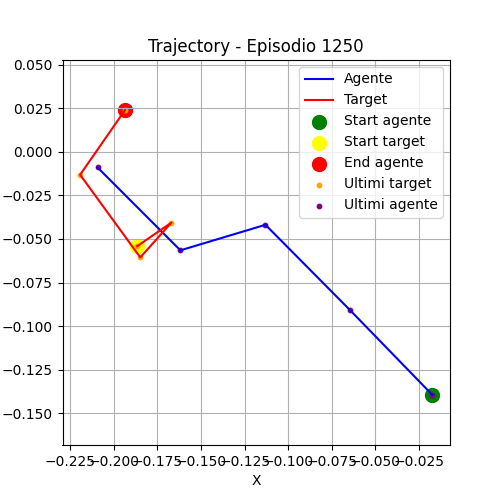 Trajectory - Episodio 1250
0.050
0.025
0.000
−0.025
−0.050
−0.075
−0.100
−0.125
−0.150
Agente
Target
Start agente
Start target
End agente
Ultimi target
Ultimi agente
−0.225−0.200−0.175−0.150−0.125−0.100−0.075−0.050−0.025
X